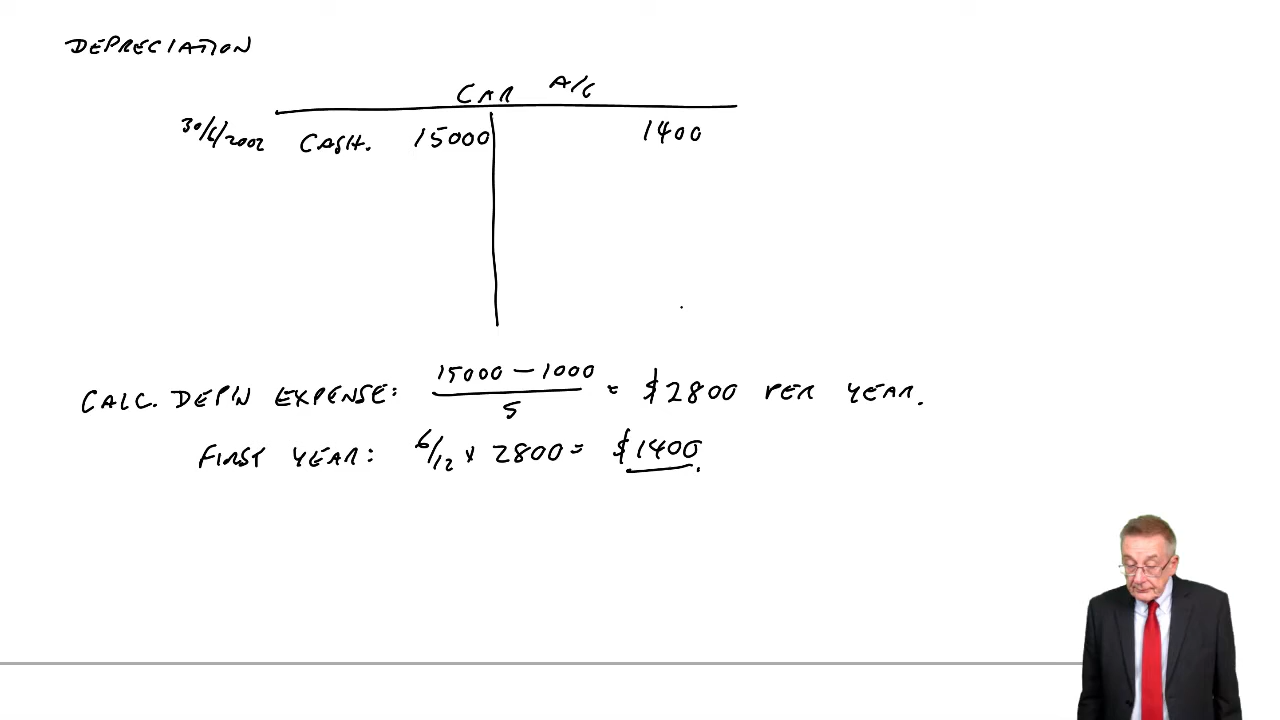 DEPRECIATION
CAR A/C
30/6/2002 CASH. 15000 1400
CALC. DEP'N EXPENSE: 15000 - 1000 / 5 = $2800 PER YEAR.
FIRST YEAR: 6/12 x 2800 = $1400.